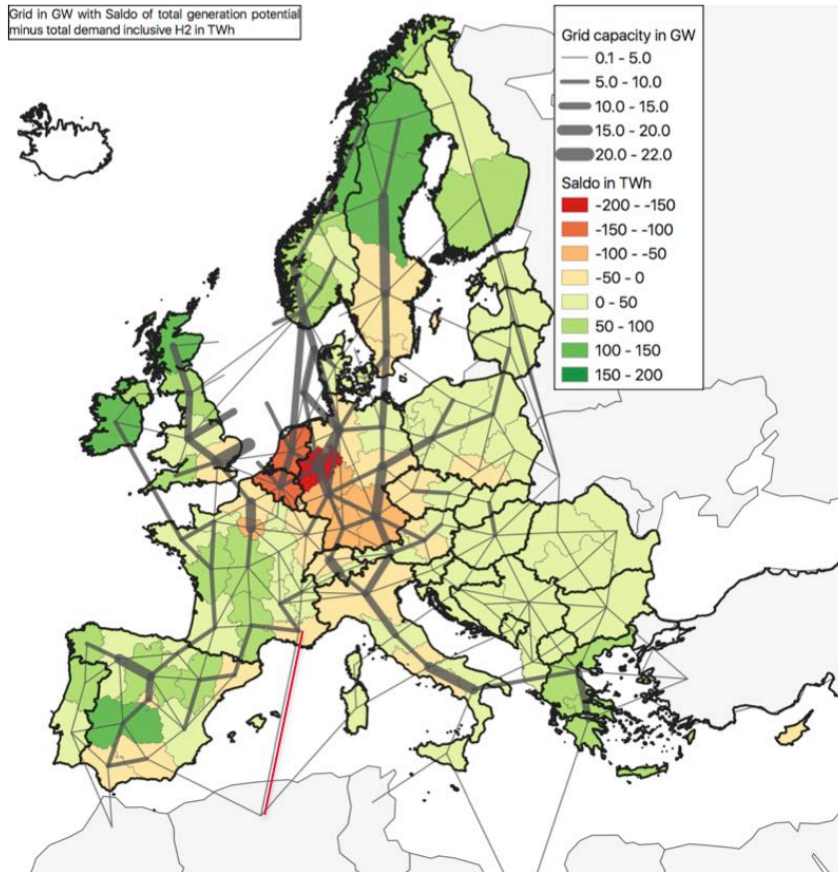 Grid in GW with Saldo of total generation potential
minus total demand inclusive H2 in TWh
Grid capacity in GW
0.1 - 5.0
5.0 - 10.0
10.0 - 15.0
15.0 - 20.0
20.0 - 22.0
Saldo in TWh
-200 - -150
-150 - -100
-100 - -50
-50 - 0
0 - 50
50 - 100
100 - 150
150 - 200